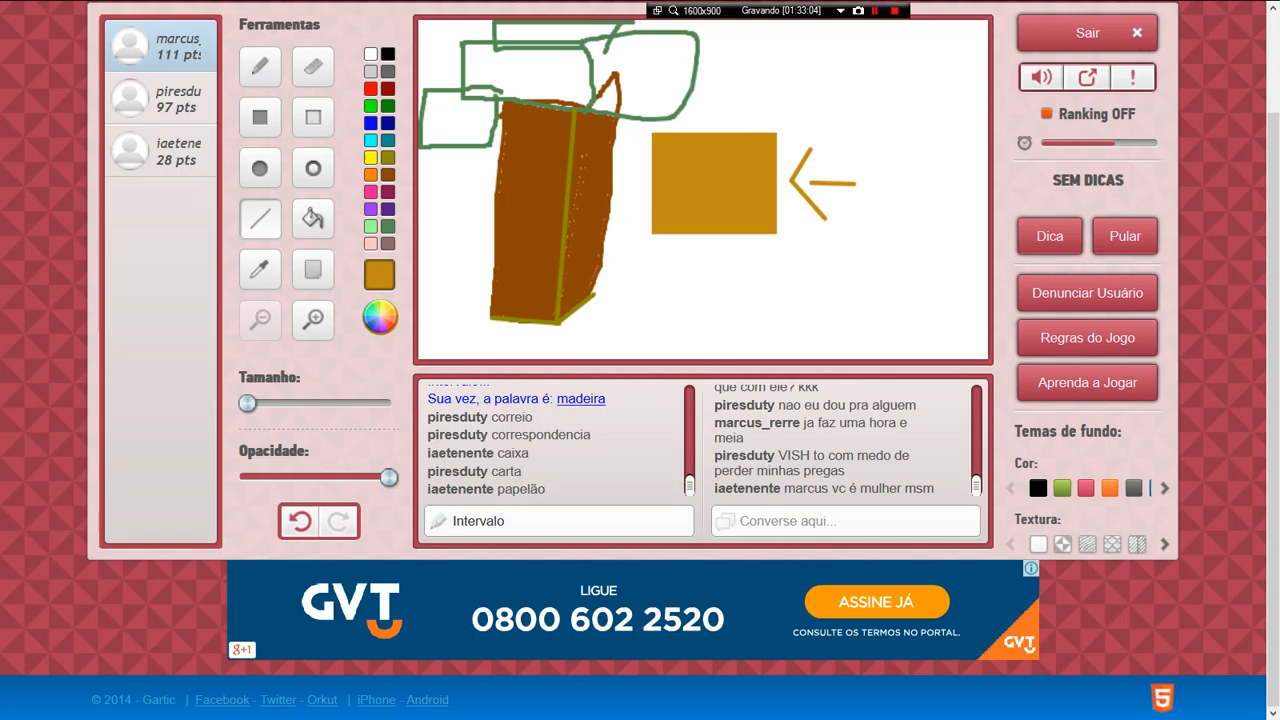 1600x900 Gravando [01:33:04]
marcus_
111 pts
piresdu
97 pts
iaetene
28 pts
Ferramentas
Tamanho:
Opacidade:
Sua vez, a palavra é: madeira
piresduty correio
piresduty correspondencia
iaetenente caixa
piresduty carta
iaetenente papelão
Intervalo
que com ele? kkk
piresduty nao eu dou pra alguem
marcus_rerre ja faz uma hora e
meia
piresduty VISH to com medo de
perder minhas pregas
iaetenente marcus vc é mulher msm
Converse aqui...
Sair
Ranking OFF
SEM DICAS
Dica
Pular
Denunciar Usuário
Regras do Jogo
Aprenda a Jogar
Temas de fundo:
Cor:
Textura:
GVT
LIGUE
0800 602 2520
ASSINE JÁ
CONSULTE OS TERMOS NO PORTAL.
GVT
g+1
© 2014 - Gartic | Facebook - Twitter - Orkut | iPhone - Android
5